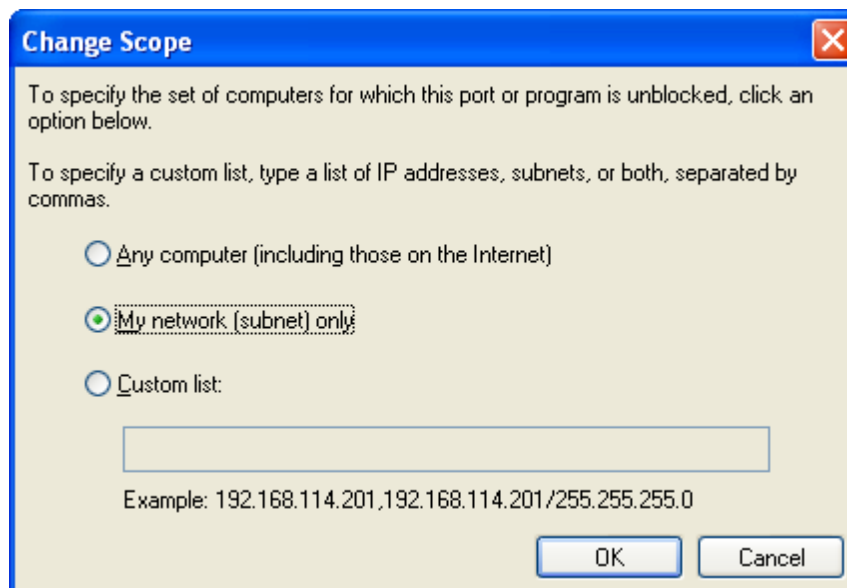 Change Scope
To specify the set of computers for which this port or program is unblocked, click an
option below.
To specify a custom list, type a list of IP addresses, subnets, or both, separated by
commas.
Any computer (including those on the Internet)
My network (subnet) only
Custom list:
Example: 192.168.114.201,192.168.114.201/255.255.255.0
OK
Cancel